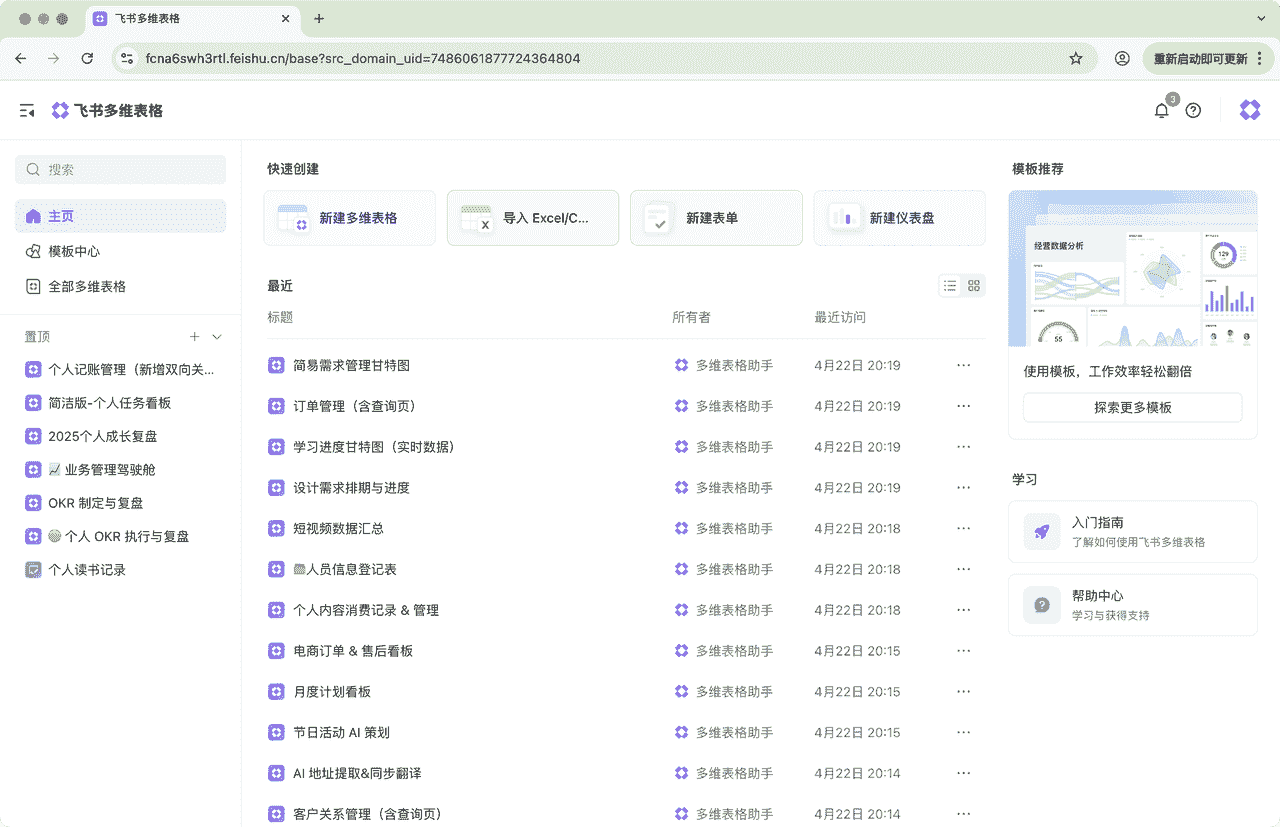 飞书多维表格
fcna6swh3rtl.feishu.cn/base?src_domain_uid=7486061877724364804
重新启动即可更新
飞书多维表格
3
搜索
主页
模板中心
全部多维表格
置顶
个人记账管理（新增双向关...
简洁版-个人任务看板
2025个人成长复盘
业务管理驾驶舱
OKR 制定与复盘
个人 OKR 执行与复盘
个人读书记录
快速创建
新建多维表格
导入 Excel/C...
新建表单
新建仪表盘
最近
标题 所有者 最近访问
简易需求管理甘特图 多维表格助手 4月22日 20:19
订单管理（含查询页） 多维表格助手 4月22日 20:19
学习进度甘特图（实时数据） 多维表格助手 4月22日 20:19
设计需求排期与进度 多维表格助手 4月22日 20:19
短视频数据汇总 多维表格助手 4月22日 20:18
人员信息登记表 多维表格助手 4月22日 20:18
个人内容消费记录 & 管理 多维表格助手 4月22日 20:18
电商订单 & 售后看板 多维表格助手 4月22日 20:15
月度计划看板 多维表格助手 4月22日 20:15
节日活动 AI 策划 多维表格助手 4月22日 20:15
AI 地址提取&同步翻译 多维表格助手 4月22日 20:14
客户关系管理（含查询页） 多维表格助手 4月22日 20:14
模板推荐
经营数据分析
129
55
使用模板，工作效率轻松翻倍
探索更多模板
学习
入门指南
了解如何使用飞书多维表格
帮助中心
学习与获得支持